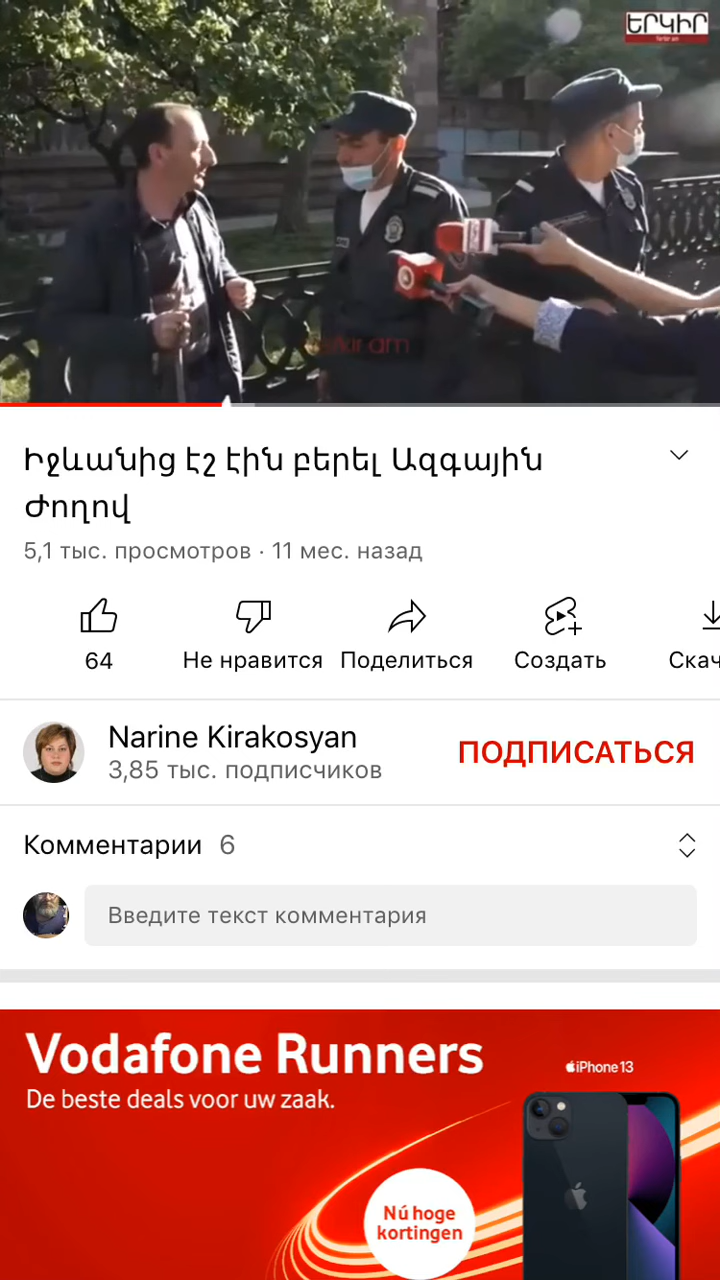 ԵՐԿԻՐ
Yerkir.am
Իջևանից էշ էին բերել Ազգային
Ժողով
5,1 тыс. просмотров · 11 мес. назад
64
Не нравится
Поделиться
Создать
Скач
Narine Kirakosyan
3,85 тыс. подписчиков
ПОДПИСАТЬСЯ
Комментарии 6
Введите текст комментария
Vodafone Runners
De beste deals voor uw zaak.
iPhone 13
Nú hoge
kortingen